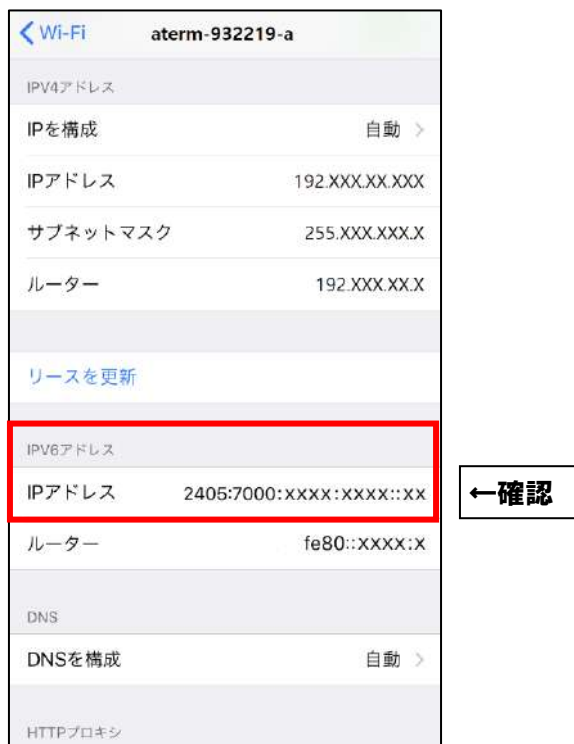 Wi-Fi aterm-932219-a
IPV4アドレス
IPを構成 自動
IPアドレス 192.XXX.XX.XXX
サブネットマスク 255.XXX.XXX.X
ルーター 192.XXX.XX.X
リースを更新
IPV6アドレス
IPアドレス 2405:7000:xxxx:xxxx::xx
←確認
ルーター fe80::XXXX:X
DNS
DNSを構成 自動
HTTPプロキシ